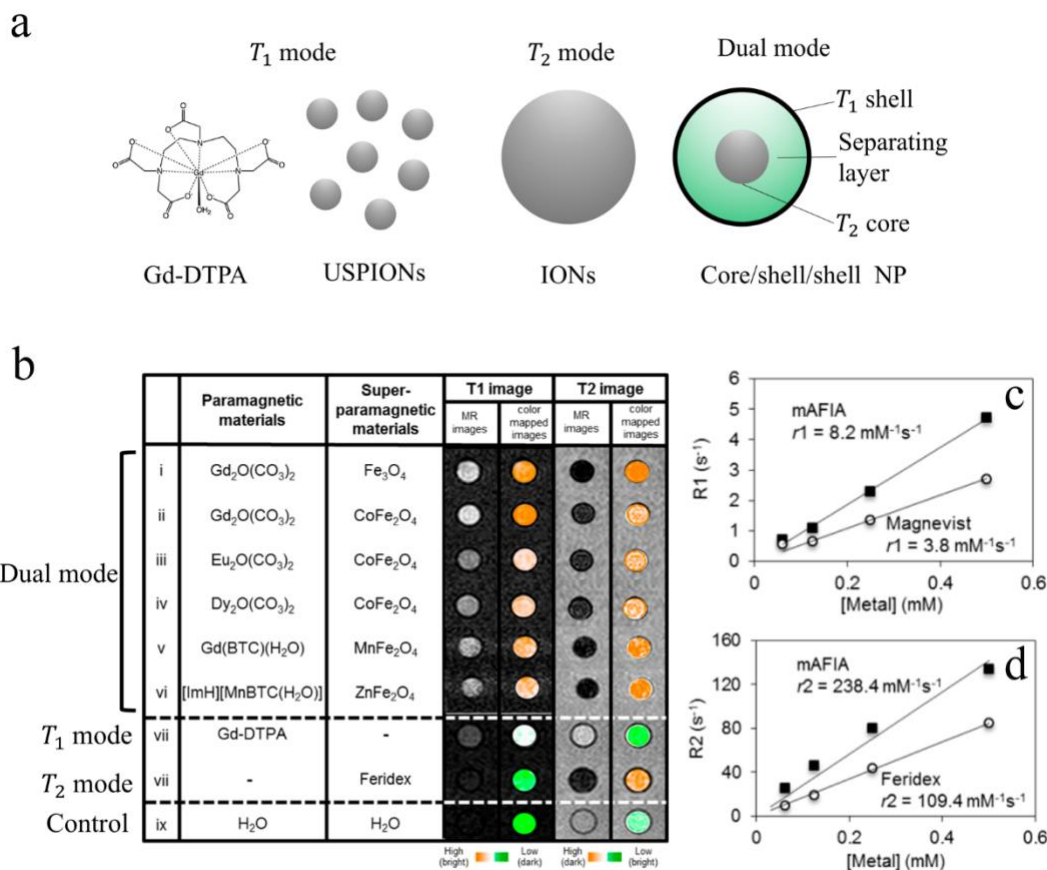 a
T₁ mode
T₂ mode
Dual mode
T₁ shell
Separating layer
T₂ core
O
O⁻
O
O⁻
N
O⁻
O
N
Gd
N
O
O⁻
O⁻
O
OH₂
O
Gd-DTPA
USPIONs
IONs
Core/shell/shell NP
b
Paramagnetic materials
Super-paramagnetic materials
T1 image
T2 image
MR images
color mapped images
MR images
color mapped images
Dual mode
i Gd₂O(CO₃)₂ Fe₃O₄
ii Gd₂O(CO₃)₂ CoFe₂O₄
iii Eu₂O(CO₃)₂ CoFe₂O₄
iv Dy₂O(CO₃)₂ CoFe₂O₄
v Gd(BTC)(H₂O) MnFe₂O₄
vi [ImH][MnBTC(H₂O)] ZnFe₂O₄
T₁ mode vii Gd-DTPA -
T₂ mode vii - Feridex
Control ix H₂O H₂O
High (bright)
Low (dark)
High (dark)
Low (bright)
c
R1 (s⁻¹)
6
5
4
3
2
1
0
mAFIA
r1 = 8.2 mM⁻¹s⁻¹
Magnevist
r1 = 3.8 mM⁻¹s⁻¹
0 0.2 0.4 0.6
[Metal] (mM)
d
R2 (s⁻¹)
160
120
80
40
0
mAFIA
r2 = 238.4 mM⁻¹s⁻¹
Feridex
r2 = 109.4 mM⁻¹s⁻¹
0 0.2 0.4 0.6
[Metal] (mM)